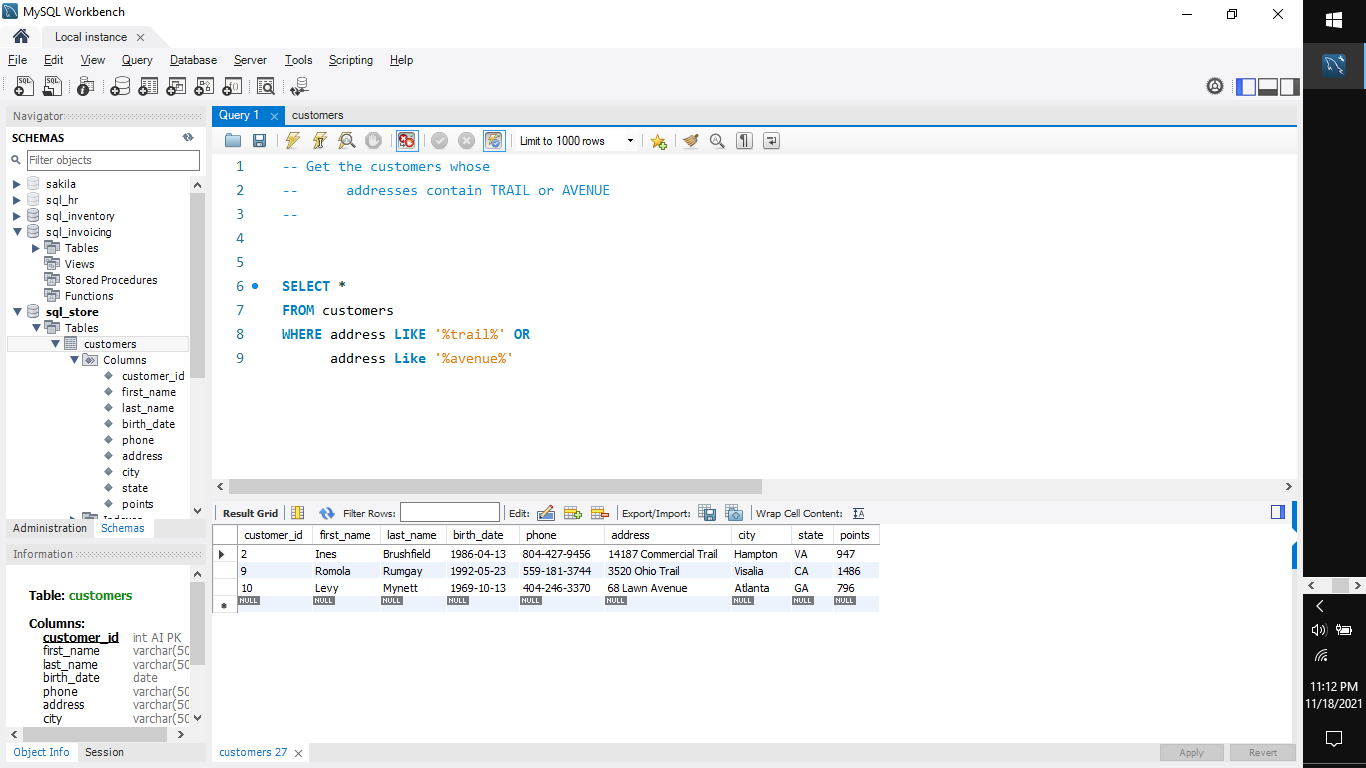 MySQL Workbench
Local instance
File Edit View Query Database Server Tools Scripting Help
Navigator
SCHEMAS
Filter objects
sakila
sql_hr
sql_inventory
sql_invoicing
Tables
Views
Stored Procedures
Functions
sql_store
Tables
customers
Columns
customer_id
first_name
last_name
birth_date
phone
address
city
state
points
Administration Schemas
Information
Table: customers
Columns:
customer_id int AI PK
first_name varchar(50
last_name varchar(50
birth_date date
phone varchar(50
address varchar(50
city varchar(50
Object Info Session
Query 1 customers
Limit to 1000 rows
1 -- Get the customers whose
2 -- addresses contain TRAIL or AVENUE
3 --
4
5
6 SELECT *
7 FROM customers
8 WHERE address LIKE '%trail%' OR
9 address Like '%avenue%'
Result Grid Filter Rows: Edit: Export/Import: Wrap Cell Content:
customer_id first_name last_name birth_date phone address city state points
2 Ines Brushfield 1986-04-13 804-427-9456 14187 Commercial Trail Hampton VA 947
9 Romola Rumgay 1992-05-23 559-181-3744 3520 Ohio Trail Visalia CA 1486
10 Levy Mynett 1969-10-13 404-246-3370 68 Lawn Avenue Atlanta GA 796
NULL NULL NULL NULL NULL NULL NULL NULL NULL
customers 27
Apply Revert
11:12 PM
11/18/2021